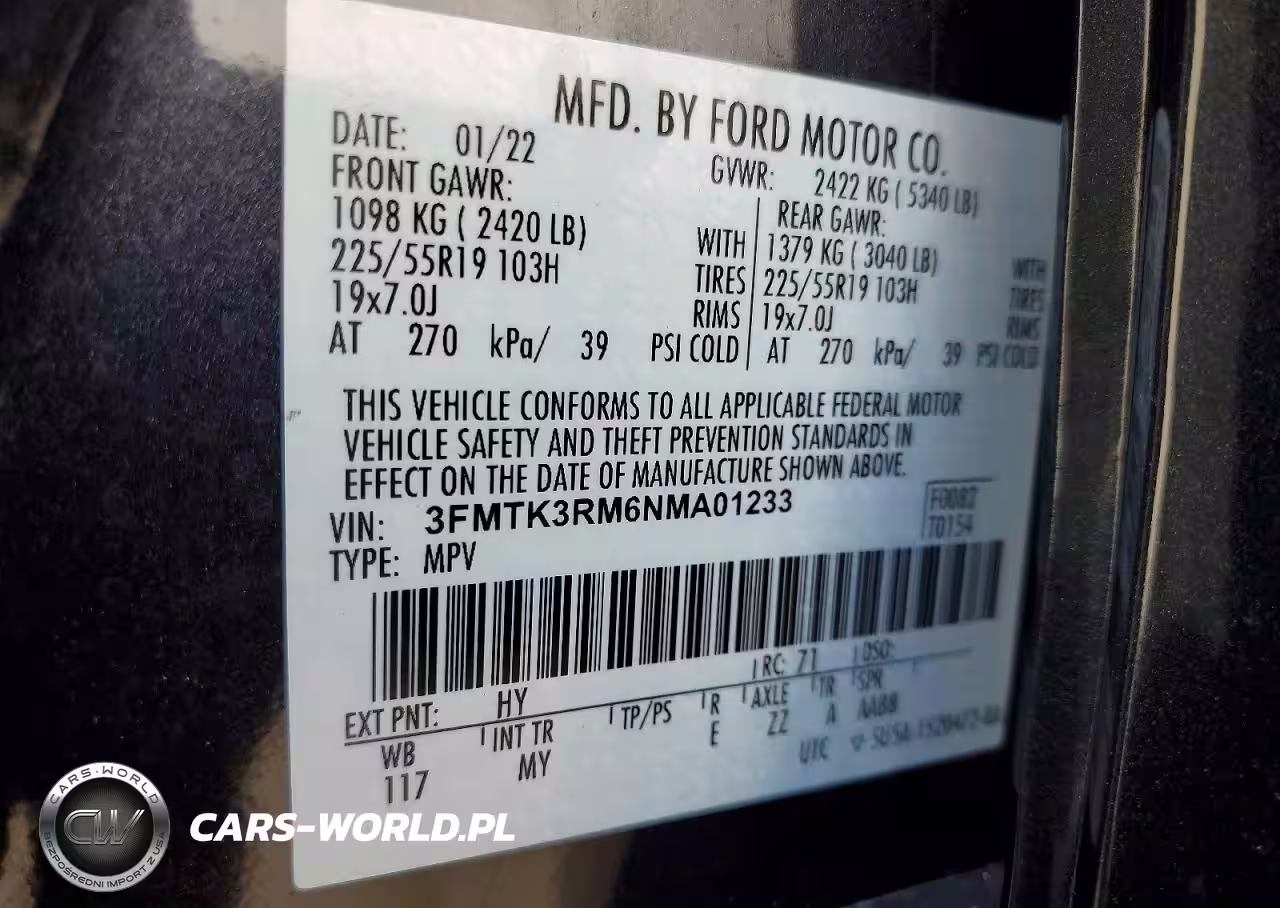 MFD. BY FORD MOTOR CO.
DATE: 01/22 GVWR: 2422 KG ( 5340 LB)
FRONT GAWR: REAR GAWR:
1098 KG ( 2420 LB) WITH 1379 KG ( 3040 LB) WITH
225/55R19 103H TIRES 225/55R19 103H TIRES
19x7.0J RIMS 19x7.0J RIMS
AT 270 kPa/ 39 PSI COLD AT 270 kPa/ 39 PSI COLD
THIS VEHICLE CONFORMS TO ALL APPLICABLE FEDERAL MOTOR
VEHICLE SAFETY AND THEFT PREVENTION STANDARDS IN
EFFECT ON THE DATE OF MANUFACTURE SHOWN ABOVE.
VIN: 3FMTK3RM6NMA01233 F0082
TYPE: MPV T0154
EXT PNT: HY RC: 71 DSO:
WB INT TR TP/PS R AXLE TR SPR
117 MY E ZZ A AABB
UTC
CARS-WORLD
CW
BEZPOŚREDNI IMPORT Z USA
CARS-WORLD.PL